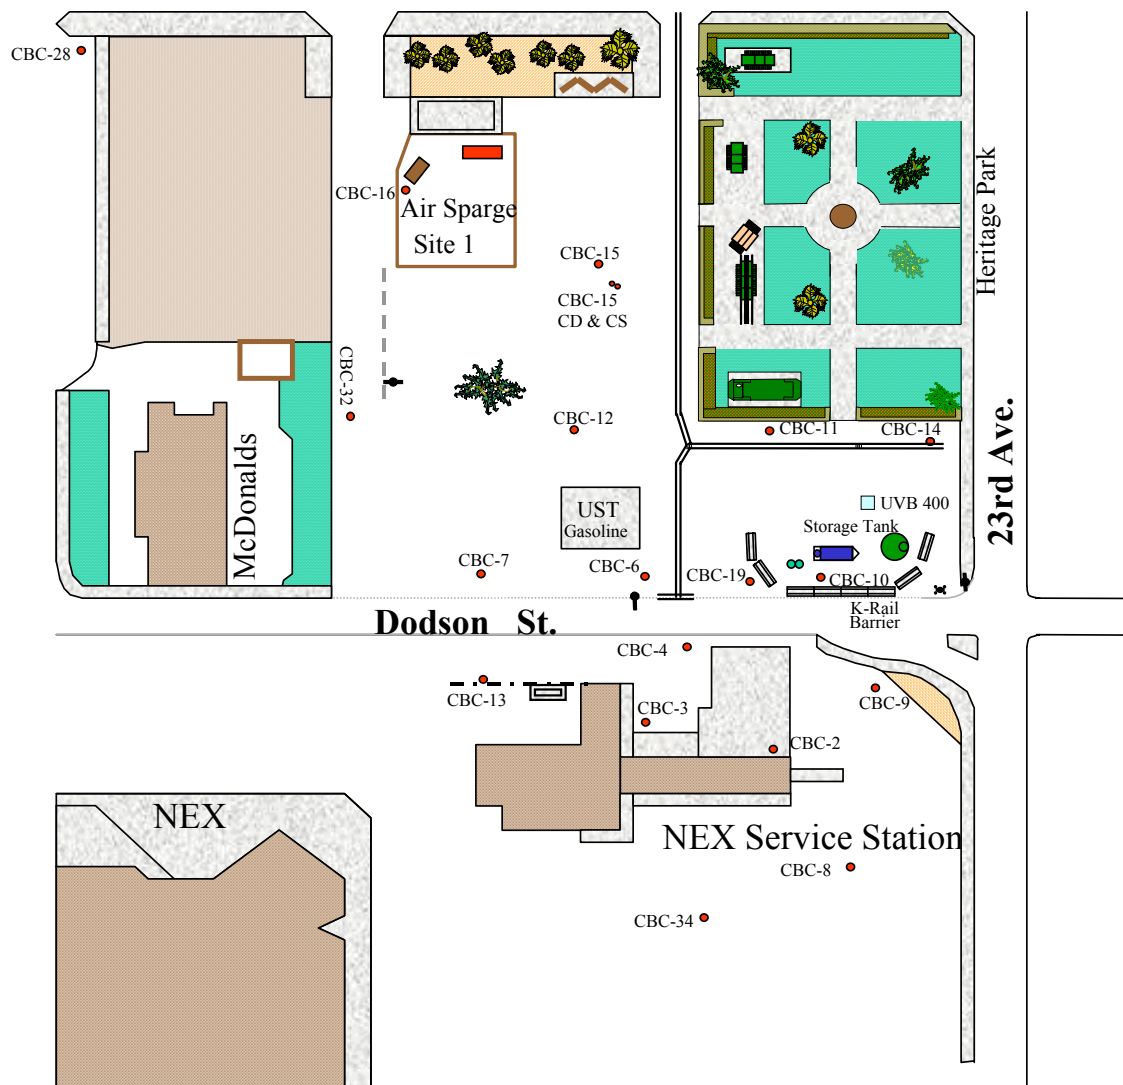 CBC-28
CBC-16
Air Sparge
Site 1
CBC-15
CBC-15
CD & CS
Heritage Park
CBC-32
CBC-12
CBC-11
CBC-14
23rd Ave.
McDonalds
UST
Gasoline
UVB 400
Storage Tank
CBC-7
CBC-6
CBC-19
CBC-10
K-Rail
Barrier
Dodson St.
CBC-4
CBC-13
CBC-3
CBC-9
CBC-2
NEX
NEX Service Station
CBC-8
CBC-34